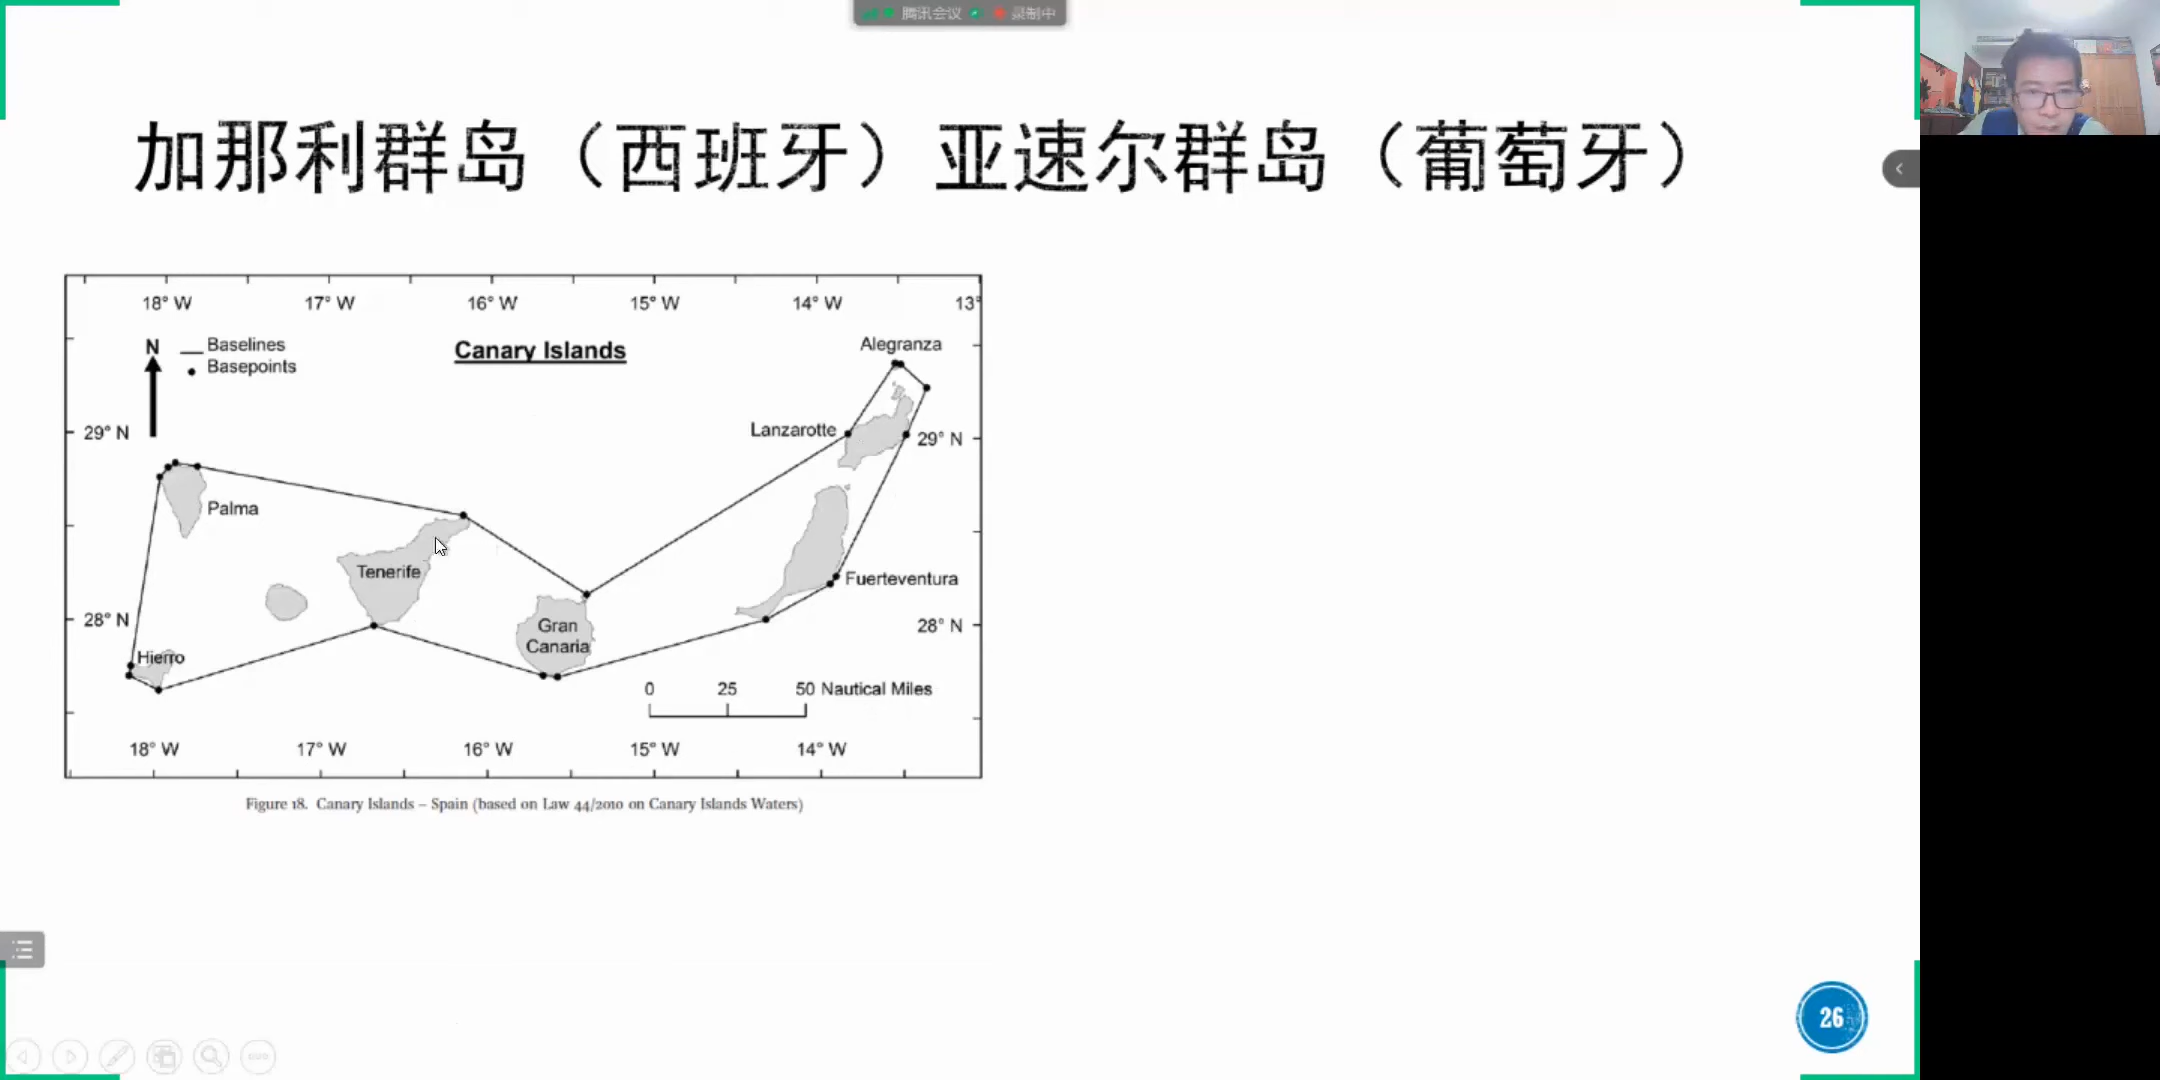 腾讯会议 录制中
加那利群岛（西班牙）亚速尔群岛（葡萄牙）
18° W 17° W 16° W 15° W 14° W 13°
N
Baselines
Basepoints
Canary Islands
Alegranza
Lanzarotte
29° N
29° N
Palma
Tenerife
Fuerteventura
28° N
28° N
Gran
Canaria
Hierro
0 25 50 Nautical Miles
18° W 17° W 16° W 15° W 14° W
Figure 18. Canary Islands – Spain (based on Law 44/2010 on Canary Islands Waters)
26